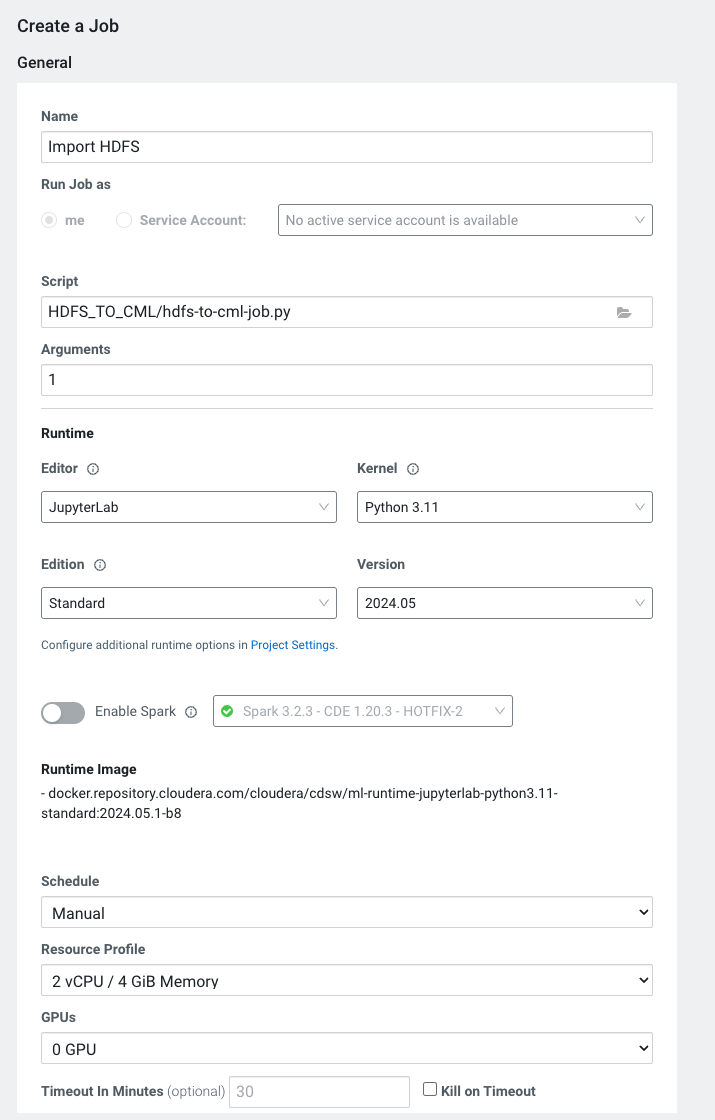 Create a Job
General
Name
Import HDFS
Run Job as
me Service Account: No active service account is available
Script
HDFS_TO_CML/hdfs-to-cml-job.py
Arguments
1
Runtime
Editor Kernel
JupyterLab Python 3.11
Edition Version
Standard 2024.05
Configure additional runtime options in Project Settings.
Enable Spark Spark 3.2.3 - CDE 1.20.3 - HOTFIX-2
Runtime Image
- docker.repository.cloudera.com/cloudera/cdsw/ml-runtime-jupyterlab-python3.11-
standard:2024.05.1-b8
Schedule
Manual
Resource Profile
2 vCPU / 4 GiB Memory
GPUs
0 GPU
Timeout In Minutes (optional) 30 Kill on Timeout